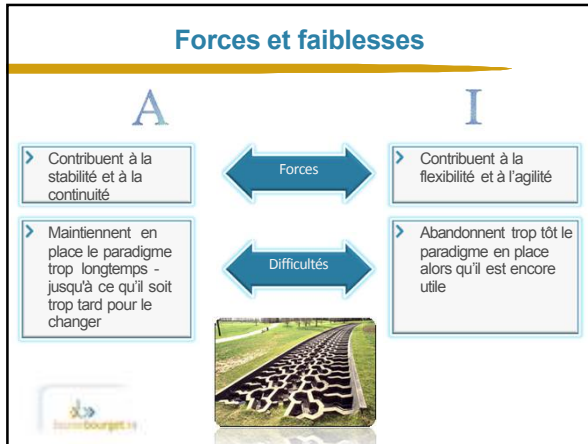 Forces et faiblesses
A
I
Contribuent à la
stabilité et à la
continuité
Forces
Contribuent à la
flexibilité et à l'agilité
Maintiennent en
place le paradigme
trop longtemps -
jusqu'à ce qu'il soit
trop tard pour le
changer
Difficultés
Abandonnent trop tôt le
paradigme en place
alors qu'il est encore
utile